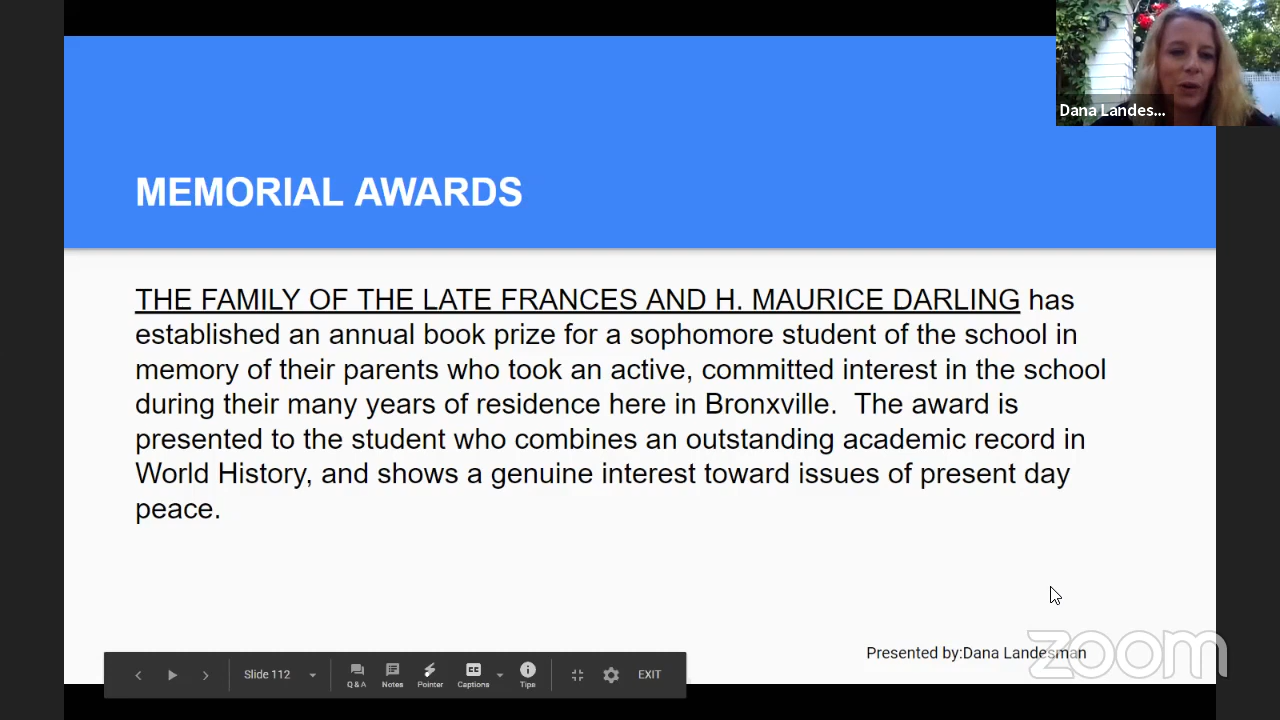 Dana Landes...
MEMORIAL AWARDS
THE FAMILY OF THE LATE FRANCES AND H. MAURICE DARLING has
established an annual book prize for a sophomore student of the school in
memory of their parents who took an active, committed interest in the school
during their many years of residence here in Bronxville.  The award is
presented to the student who combines an outstanding academic record in
World History, and shows a genuine interest toward issues of present day
peace.
Presented by:Dana Landesman
zoom
Slide 112
Q & A
Notes
Pointer
CC
Captions
Tips
EXIT